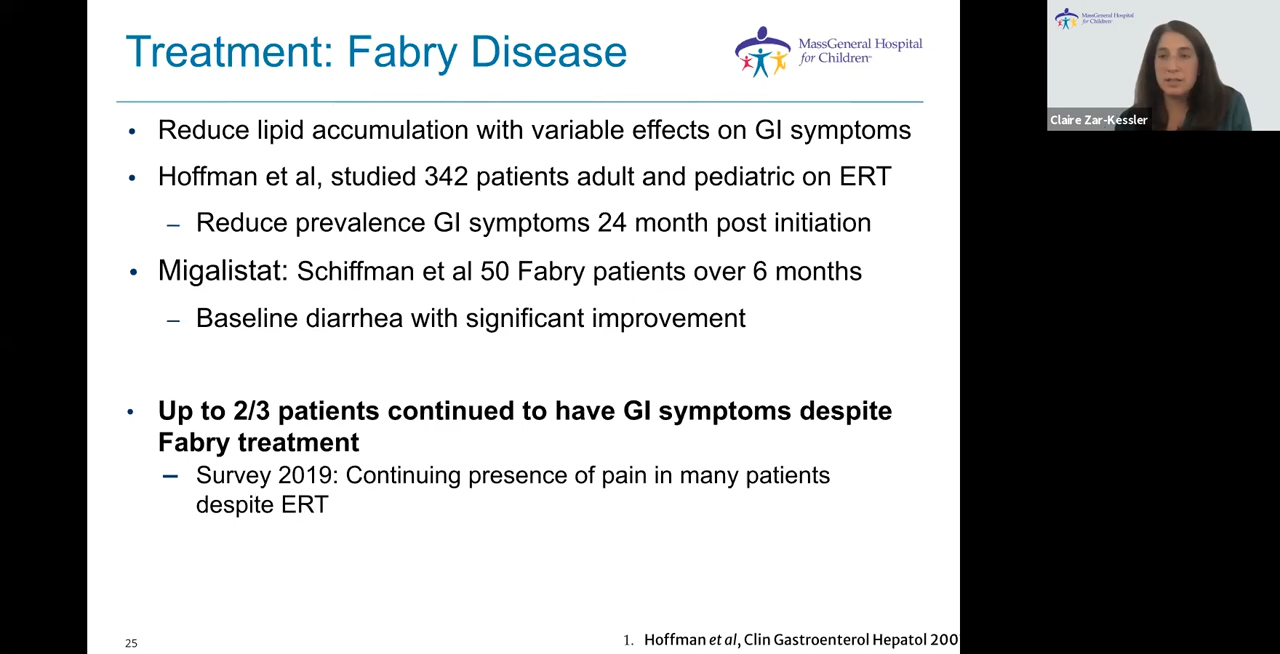 Treatment: Fabry Disease
MassGeneral Hospital
for Children™
• Reduce lipid accumulation with variable effects on GI symptoms
• Hoffman et al, studied 342 patients adult and pediatric on ERT
– Reduce prevalence GI symptoms 24 month post initiation
• Migalistat: Schiffman et al 50 Fabry patients over 6 months
– Baseline diarrhea with significant improvement
• Up to 2/3 patients continued to have GI symptoms despite
Fabry treatment
– Survey 2019: Continuing presence of pain in many patients
despite ERT
25
1. Hoffman et al, Clin Gastroenterol Hepatol
MassGeneral Hospital
for Children
Claire Zar-Kessler